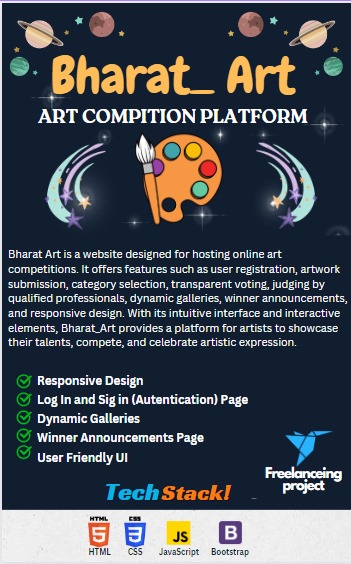 Bharat_ Art
ART COMPITION PLATFORM
Bharat Art is a website designed for hosting online art
competitions. It offers features such as user registration, artwork
submission, category selection, transparent voting, judging by
qualified professionals, dynamic galleries, winner announcements,
and responsive design. With its intuitive interface and interactive
elements, Bharat_Art provides a platform for artists to showcase
their talents, compete, and celebrate artistic expression.
Responsive Design
Log In and Sig in (Autentication) Page
Dynamic Galleries
Winner Announcements Page
User Friendly UI
Freelanceing
project
Tech Stack! _
HTML CSS
5 3 JS B
HTML CSS JavaScript Bootstrap